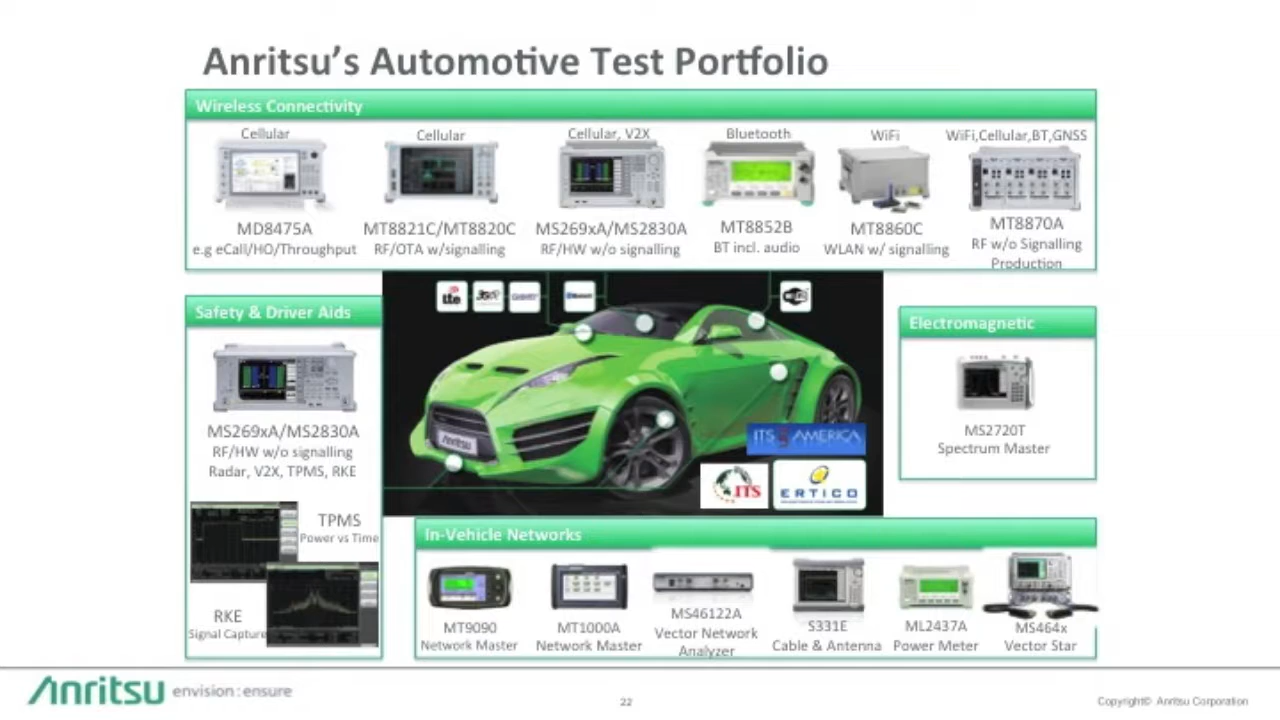 Anritsu's Automotive Test Portfolio
Wireless Connectivity
Cellular
MD8475A
e.g eCall/HO/Throughput
Cellular
MT8821C/MT8820C
RF/OTA w/signalling
Cellular, V2X
MS269xA/MS2830A
RF/HW w/o signalling
Bluetooth
MT8852B
BT incl. audio
WiFi
MT8860C
WLAN w/ signalling
WiFi,Cellular,BT,GNSS
MT8870A
RF w/o Signalling
Production
Safety & Driver Aids
MS269xA/MS2830A
RF/HW w/o signalling
Radar, V2X, TPMS, RKE
TPMS
Power vs Time
RKE
Signal Capture
Lte
Bluetooth
WiFi
Anritsu
ITS AMERICA
ITS
ERTICO
Electromagnetic
MS2720T
Spectrum Master
In-Vehicle Networks
MT9090
Network Master
MT1000A
Network Master
MS46122A
Vector Network
Analyzer
S331E
Cable & Antenna
ML2437A
Power Meter
MS464x
Vector Star
Anritsu envision : ensure
22
Copyright© Anritsu Corporation